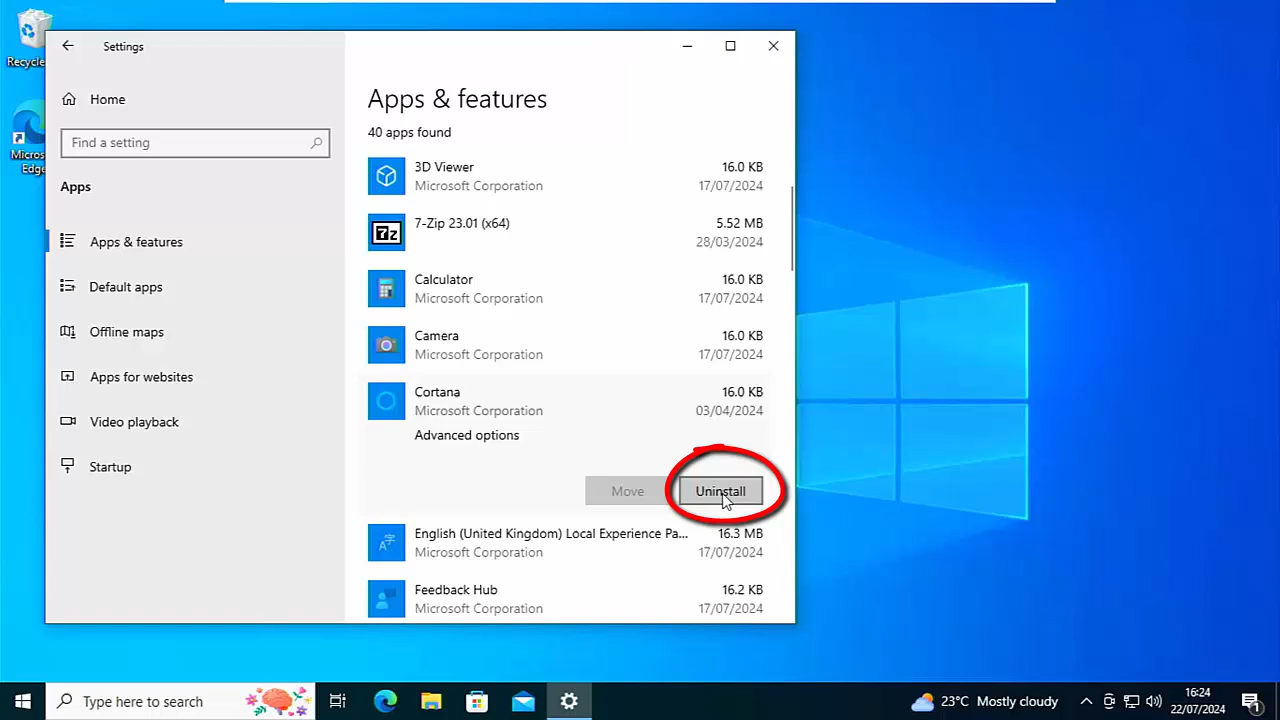 Recycle
Micros
Edge
Settings
Home
Find a setting
Apps
Apps & features
Default apps
Offline maps
Apps for websites
Video playback
Startup
Apps & features
40 apps found
3D Viewer 16.0 KB
Microsoft Corporation 17/07/2024
7z
7-Zip 23.01 (x64) 5.52 MB
28/03/2024
Calculator 16.0 KB
Microsoft Corporation 17/07/2024
Camera 16.0 KB
Microsoft Corporation 17/07/2024
Cortana 16.0 KB
Microsoft Corporation 03/04/2024
Advanced options
Move Uninstall
English (United Kingdom) Local Experience Pa... 16.3 MB
Microsoft Corporation 17/07/2024
Feedback Hub 16.2 KB
Microsoft Corporation 17/07/2024
Type here to search
23°C Mostly cloudy
16:24
22/07/2024
1